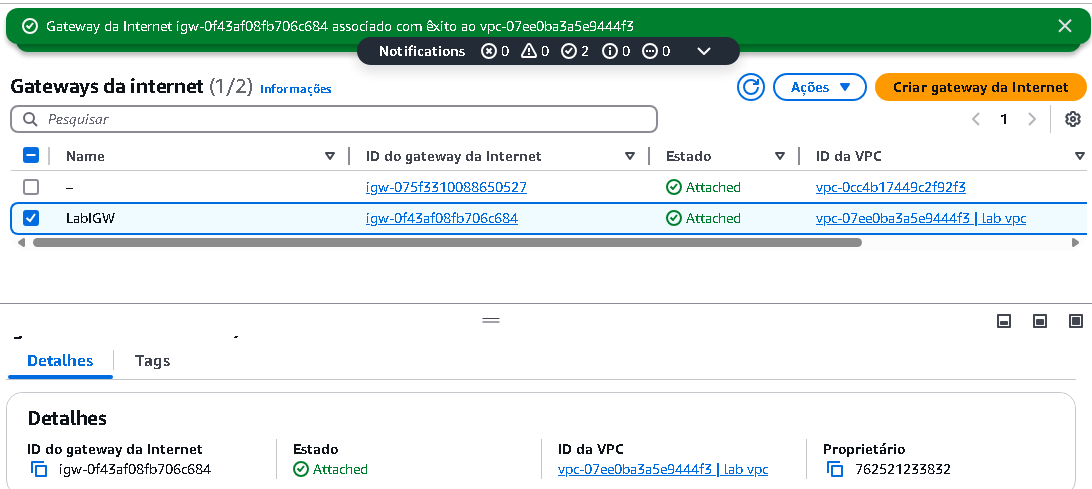 Gateway da Internet igw-0f43af08fb706c684 associado com êxito ao vpc-07ee0ba3a5e9444f3
Notifications 0 0 2 0 0
Gateways da internet (1/2) Informações
Ações
Criar gateway da Internet
Pesquisar
1
Name ID do gateway da Internet Estado ID da VPC
– igw-075f3310088650527 Attached vpc-0cc4b17449c2f92f3
LabIGW igw-0f43af08fb706c684 Attached vpc-07ee0ba3a5e9444f3 | lab vpc
Detalhes Tags
Detalhes
ID do gateway da Internet Estado ID da VPC Proprietário
igw-0f43af08fb706c684 Attached vpc-07ee0ba3a5e9444f3 | lab vpc 762521233832